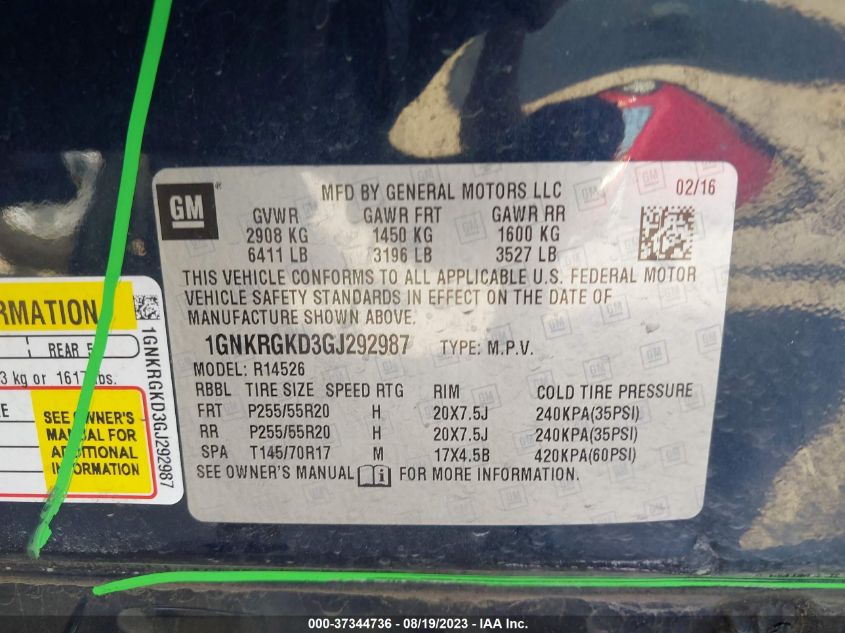 GM
MFD BY GENERAL MOTORS LLC
02/16
GVWR GAWR FRT GAWR RR
2908 KG 1450 KG 1600 KG
6411 LB 3196 LB 3527 LB
THIS VEHICLE CONFORMS TO ALL APPLICABLE U.S. FEDERAL MOTOR
VEHICLE SAFETY STANDARDS IN EFFECT ON THE DATE OF
MANUFACTURE SHOWN ABOVE.
1GNKRGKD3GJ292987 TYPE: M.P.V.
MODEL: R14526
RBBL TIRE SIZE SPEED RTG RIM COLD TIRE PRESSURE
FRT P255/55R20 H 20X7.5J 240KPA(35PSI)
RR P255/55R20 H 20X7.5J 240KPA(35PSI)
SPA T145/70R17 M 17X4.5B 420KPA(60PSI)
SEE OWNER'S MANUAL FOR MORE INFORMATION.
RMATION
REAR
3 kg or 161 lbs.
SEE OWNER'S
MANUAL FOR
ADDITIONAL
INFORMATION
1GNKRGKD3GJ292987
000-37344736 - 08/19/2023 - IAA Inc.